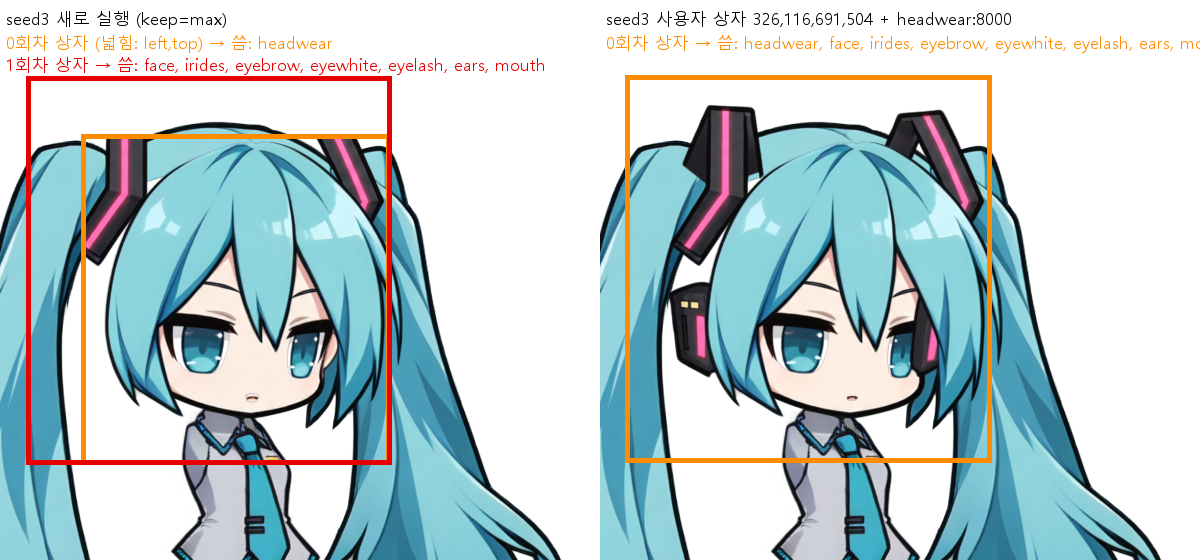 seed3 새로 실행 (keep=max)
0회차 상자 (넓힘: left,top) → 씀: headwear
1회차 상자 → 씀: face, irides, eyebrow, eyewhite, eyelash, ears, mouth
seed3 사용자 상자 326,116,691,504 + headwear:8000
0회차 상자 → 씀: headwear, face, irides, eyebrow, eyewhite, eyelash, ears, mo